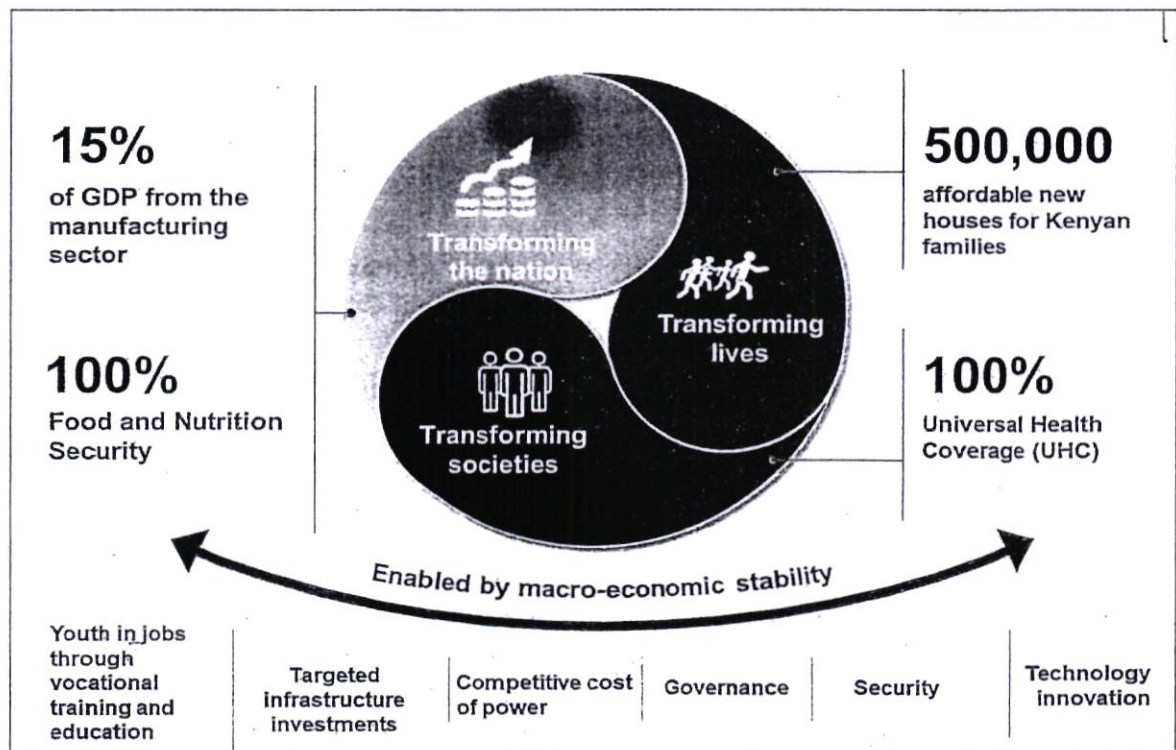 15%
of GDP from the
manufacturing
sector
100%
Food and Nutrition
Security
Transforming
the nation
Transforming
lives
Transforming
societies
500,000
affordable new
houses for Kenyan
families
100%
Universal Health
Coverage (UHC)
Enabled by macro-economic stability
Youth in jobs
through
vocational
training and
education
Targeted
infrastructure
investments
Competitive cost
of power
Governance
Security
Technology
innovation